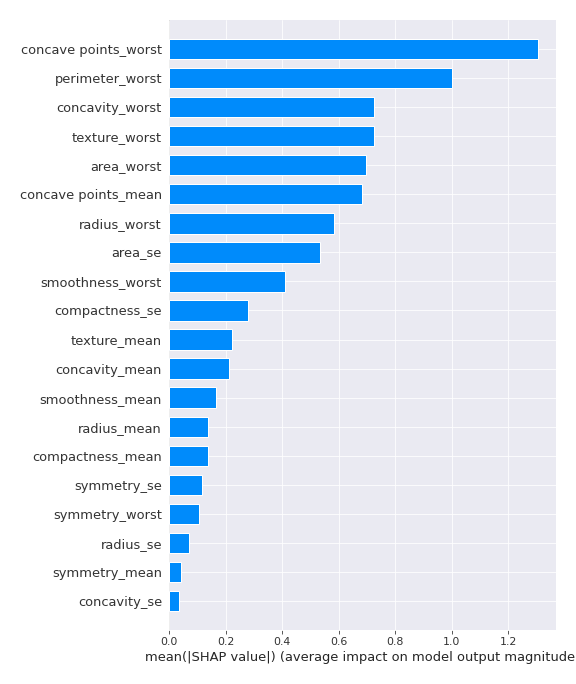 concave points_worst
perimeter_worst
concavity_worst
texture_worst
area_worst
concave points_mean
radius_worst
area_se
smoothness_worst
compactness_se
texture_mean
concavity_mean
smoothness_mean
radius_mean
compactness_mean
symmetry_se
symmetry_worst
radius_se
symmetry_mean
concavity_se
0.0 0.2 0.4 0.6 0.8 1.0 1.2
mean(|SHAP value|) (average impact on model output magnitude